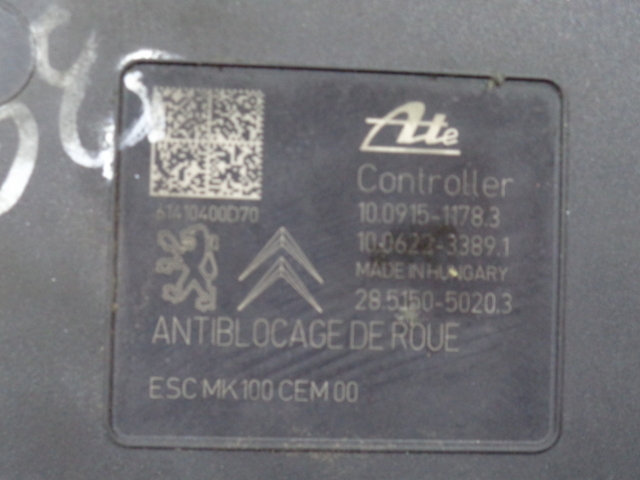 Ate
Controller
61410400D70
10.0915-1178.3
10.0622-3389.1
MADE IN HUNGARY
28.5150-5020.3
ANTIBLOCAGE DE ROUE
ESC MK100 CEM 00